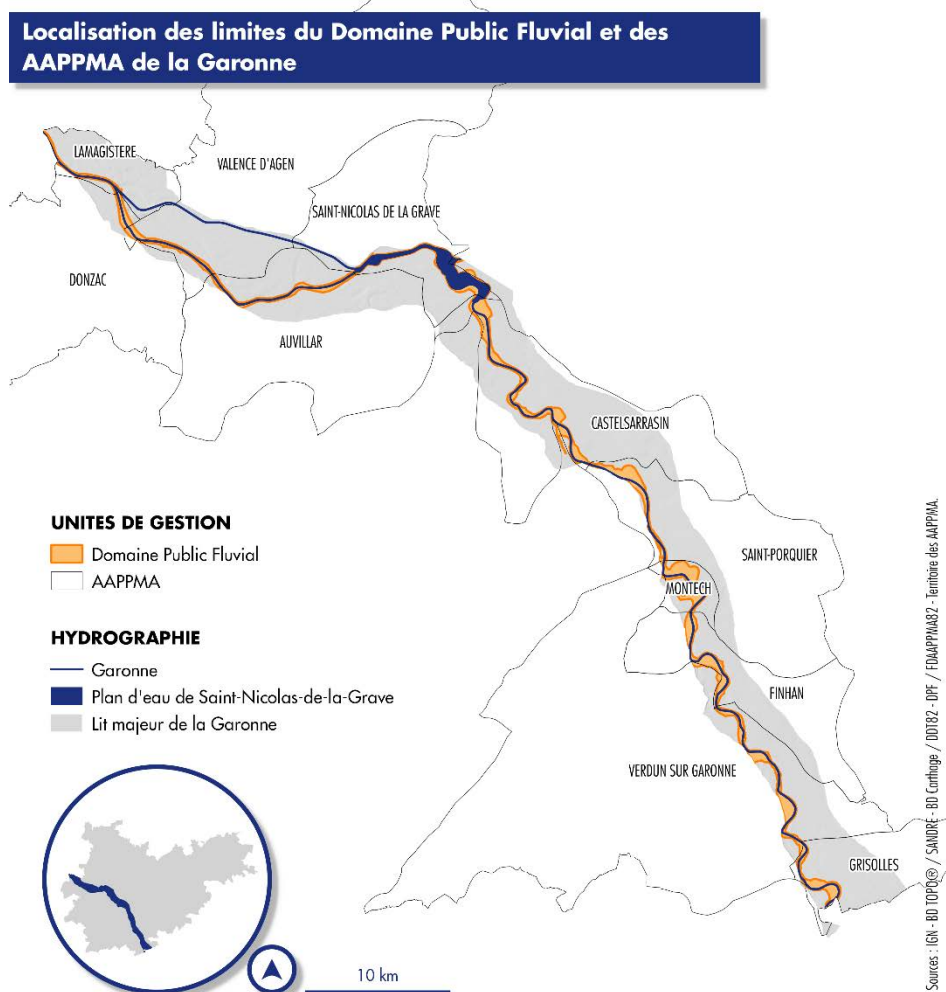 Localisation des limites du Domaine Public Fluvial et des
AAPPMA de la Garonne
LAMAGISTERE
VALENCE D'AGEN
SAINT-NICOLAS DE LA GRAVE
DONZAC
AUVILLAR
CASTELSARRASIN
UNITES DE GESTION
Domaine Public Fluvial
AAPPMA
SAINT-PORQUIER
MONTECH
HYDROGRAPHIE
Garonne
Plan d'eau de Saint-Nicolas-de-la-Grave
Lit majeur de la Garonne
FINHAN
VERDUN SUR GARONNE
GRISOLLES
10 km
Sources : IGN - BD TOPO® / SANDRE - BD Carthage / DDT82 - DPF / FDAAPPMA82 - Territoire des AAPPMA.